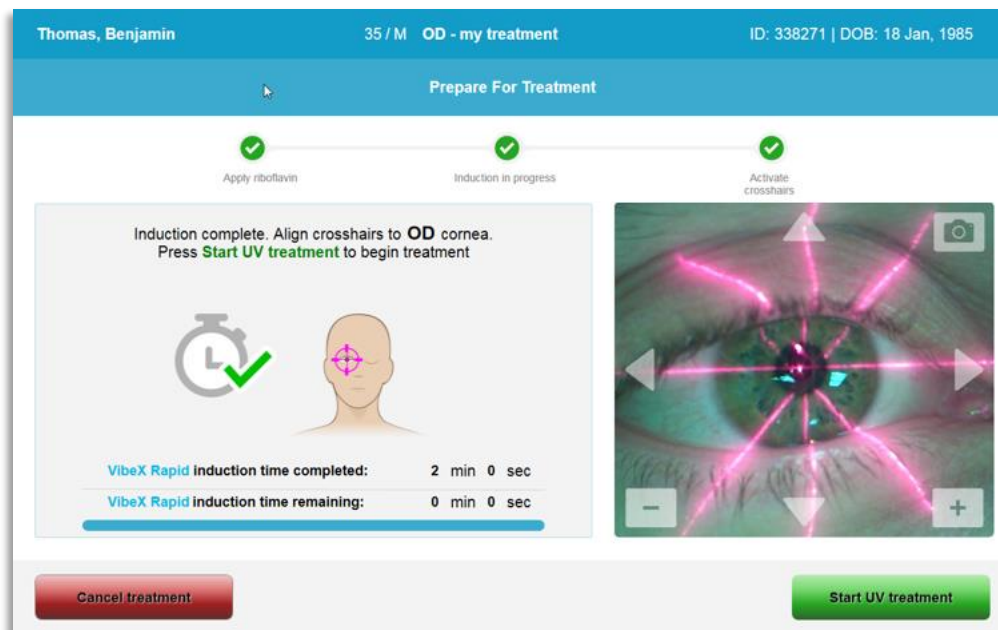 Thomas, Benjamin 35 / M OD - my treatment ID: 338271 | DOB: 18 Jan, 1985
Prepare For Treatment
Apply riboflavin Induction in progress Activate
crosshairs
Induction complete. Align crosshairs to OD cornea.
Press Start UV treatment to begin treatment
VibeX Rapid induction time completed: 2 min 0 sec
VibeX Rapid induction time remaining: 0 min 0 sec
Cancel treatment Start UV treatment